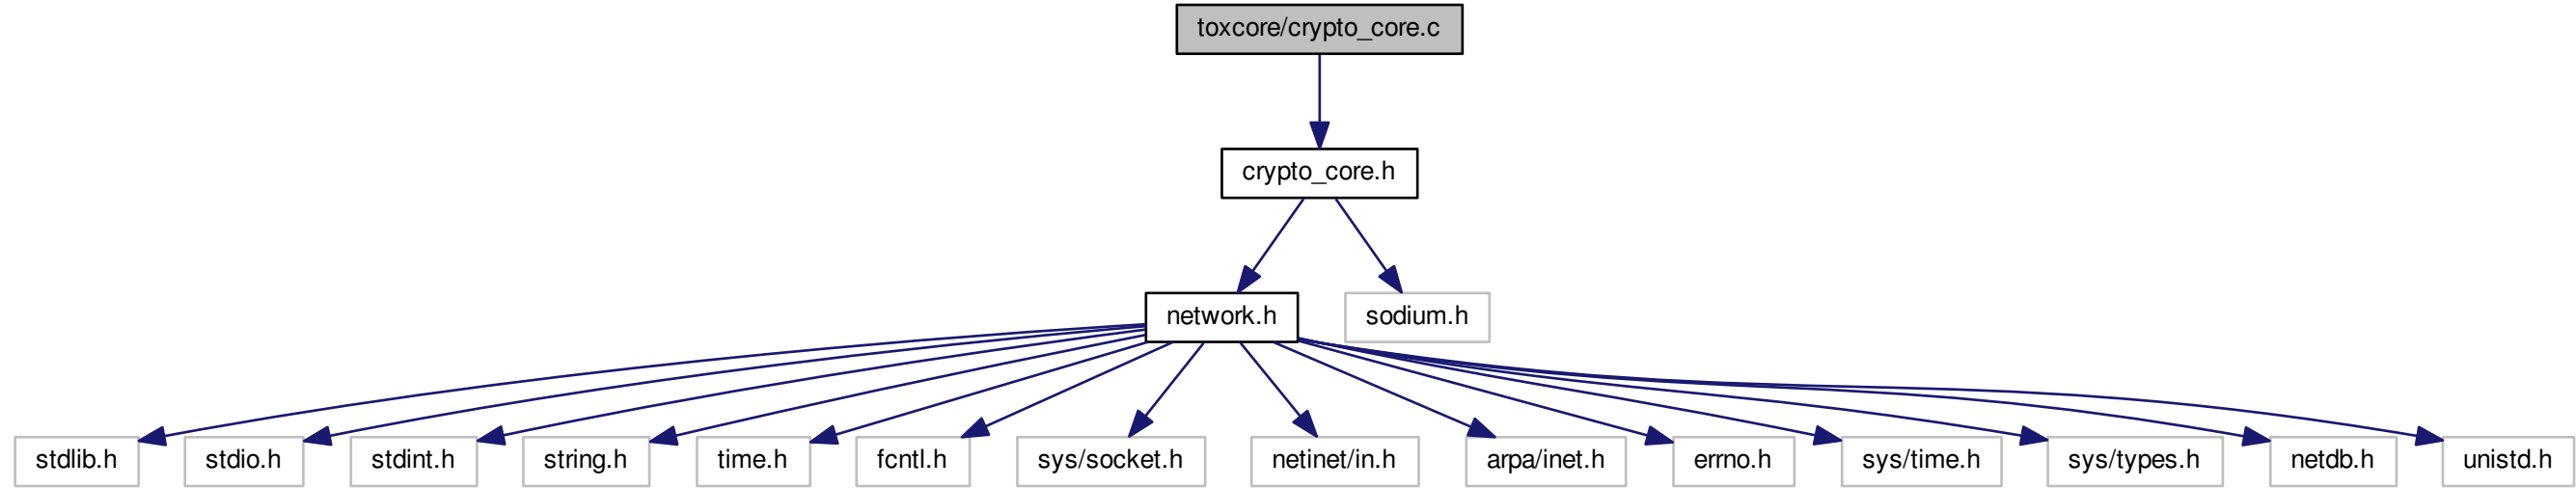 toxcore/crypto_core.c
crypto_core.h
network.h
sodium.h
stdlib.h
stdio.h
stdint.h
string.h
time.h
fcntl.h
sys/socket.h
netinet/in.h
arpa/inet.h
errno.h
sys/time.h
sys/types.h
netdb.h
unistd.h